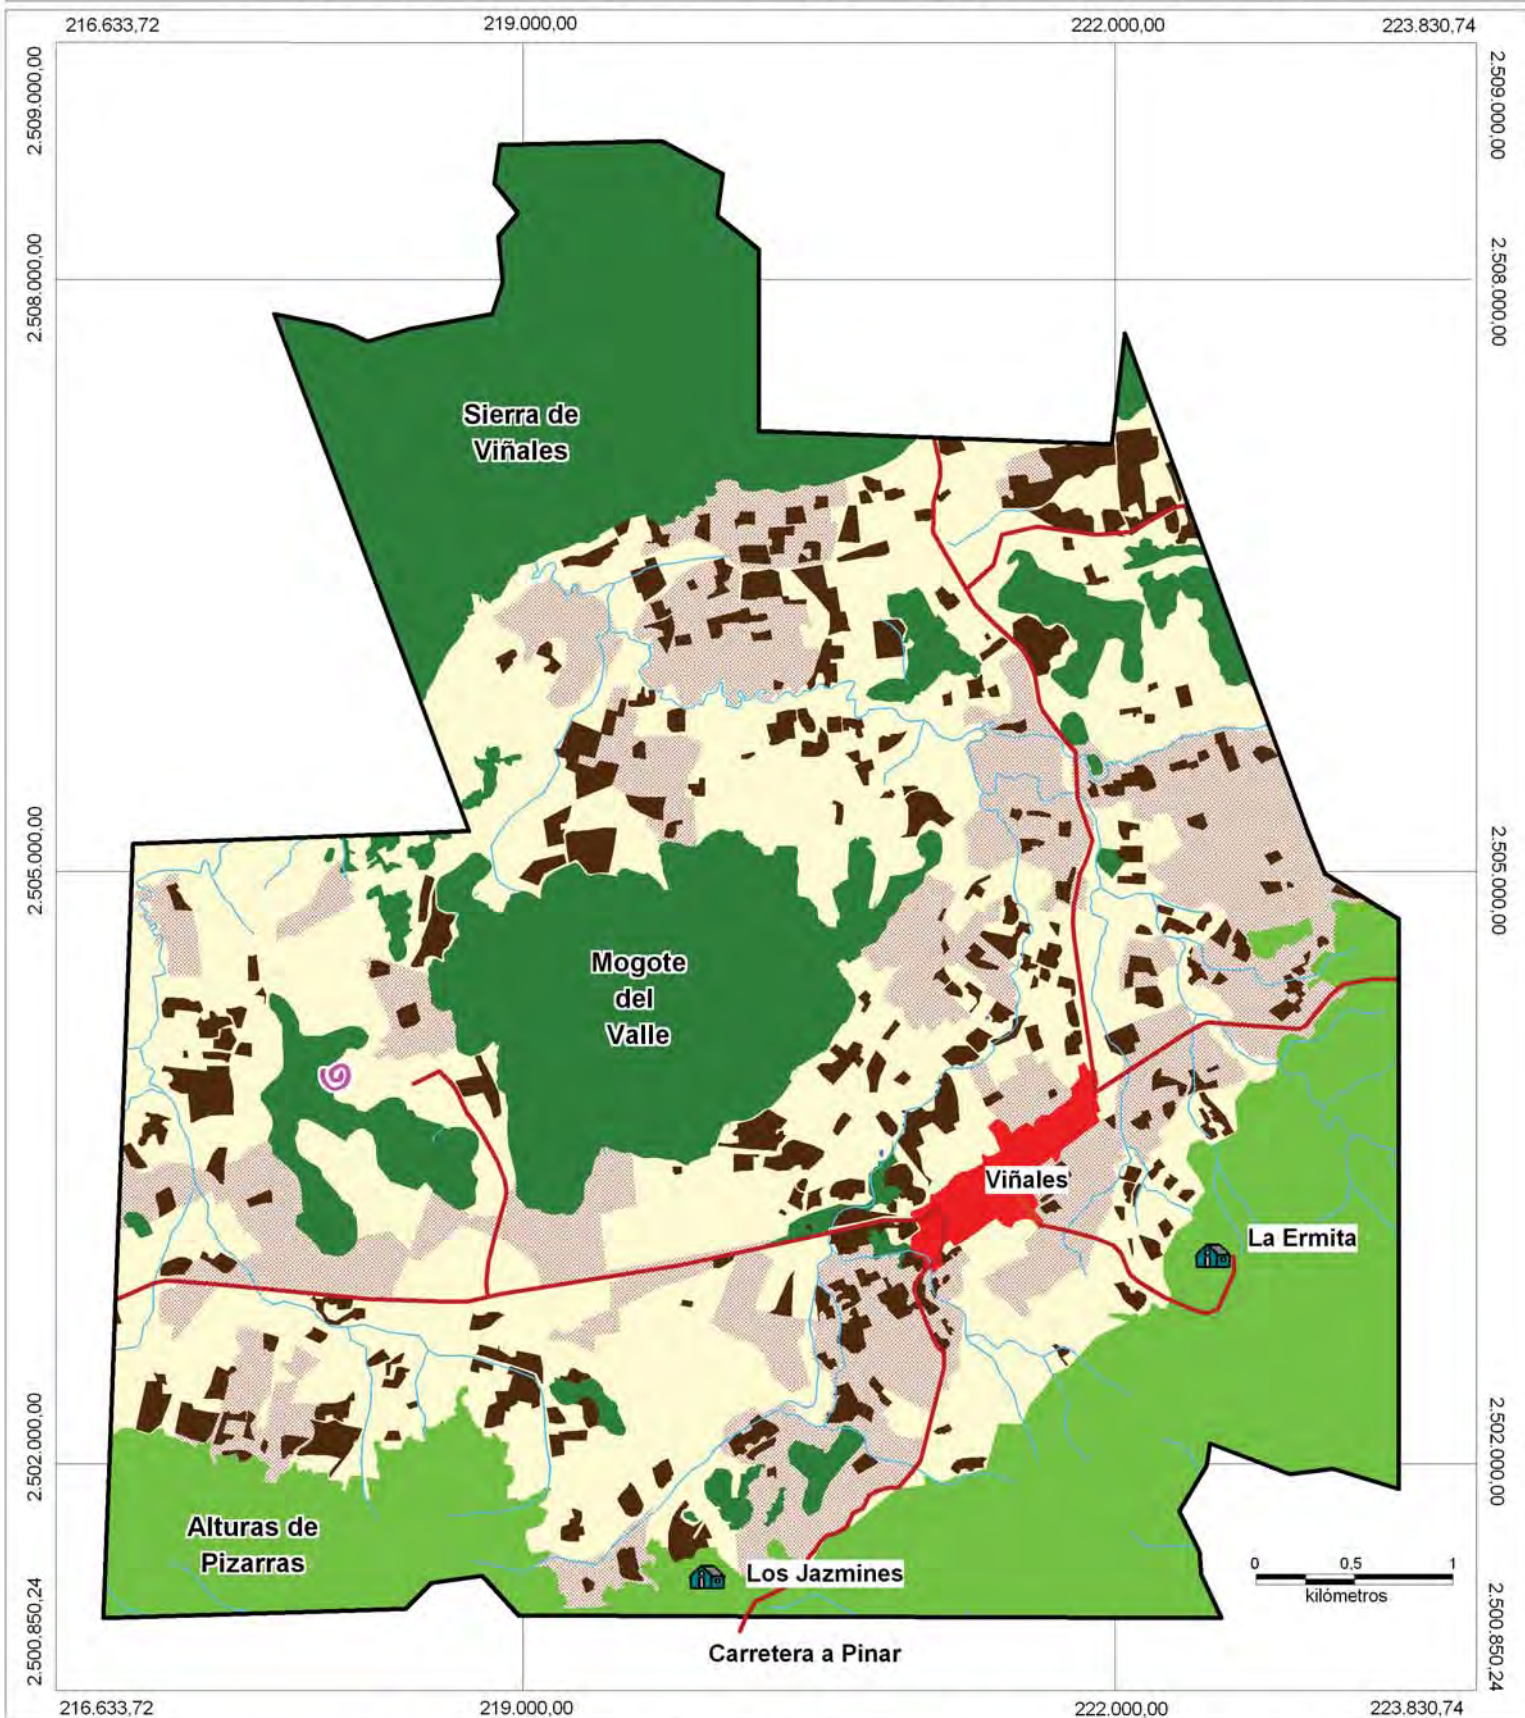 216.633,72
219.000,00
222.000,00
223.830,74
2.509.000,00
2.509.000,00
2.508.000,00
2.508.000,00
Sierra de
Viñales
2.505.000,00
2.505.000,00
Mogote
del
Valle
Viñales
La Ermita
2.502.000,00
2.502.000,00
Alturas de
Pizarras
Los Jazmines
0
0.5
1
kilómetros
2.500.850,24
2.500.850,24
Carretera a Pinar
216.633,72
219.000,00
222.000,00
223.830,74